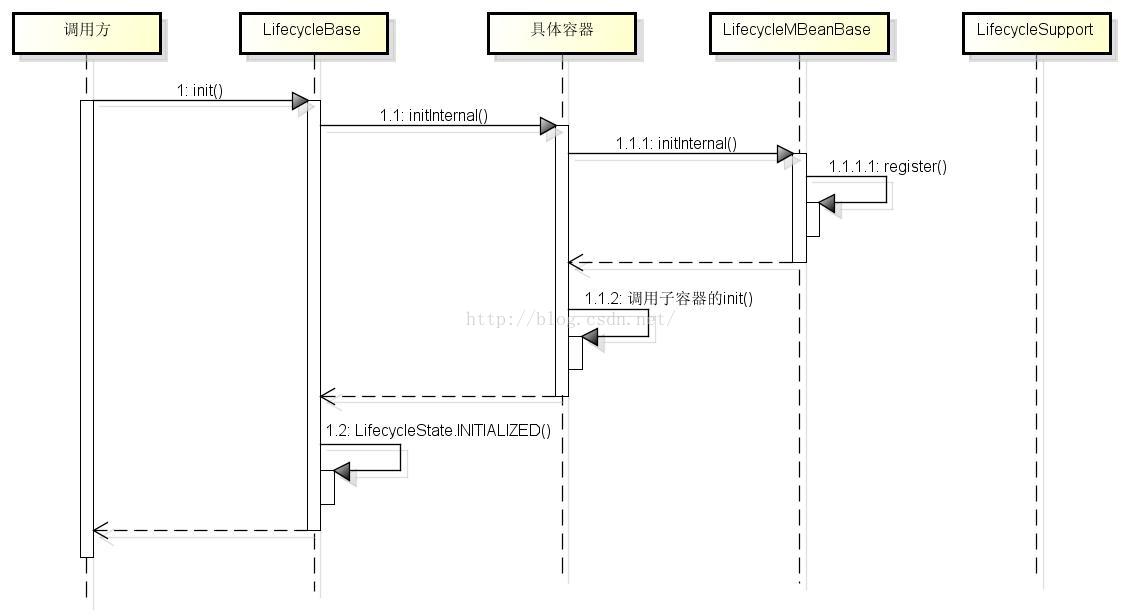 调用方
LifecycleBase
具体容器
LifecycleMBeanBase
LifecycleSupport
1: init()
1.1: initInternal()
1.1.1: initInternal()
1.1.1.1: register()
1.1.2: 调用子容器的init()
http://blog.csdn.net/
1.2: LifecycleState.INITIALIZED()